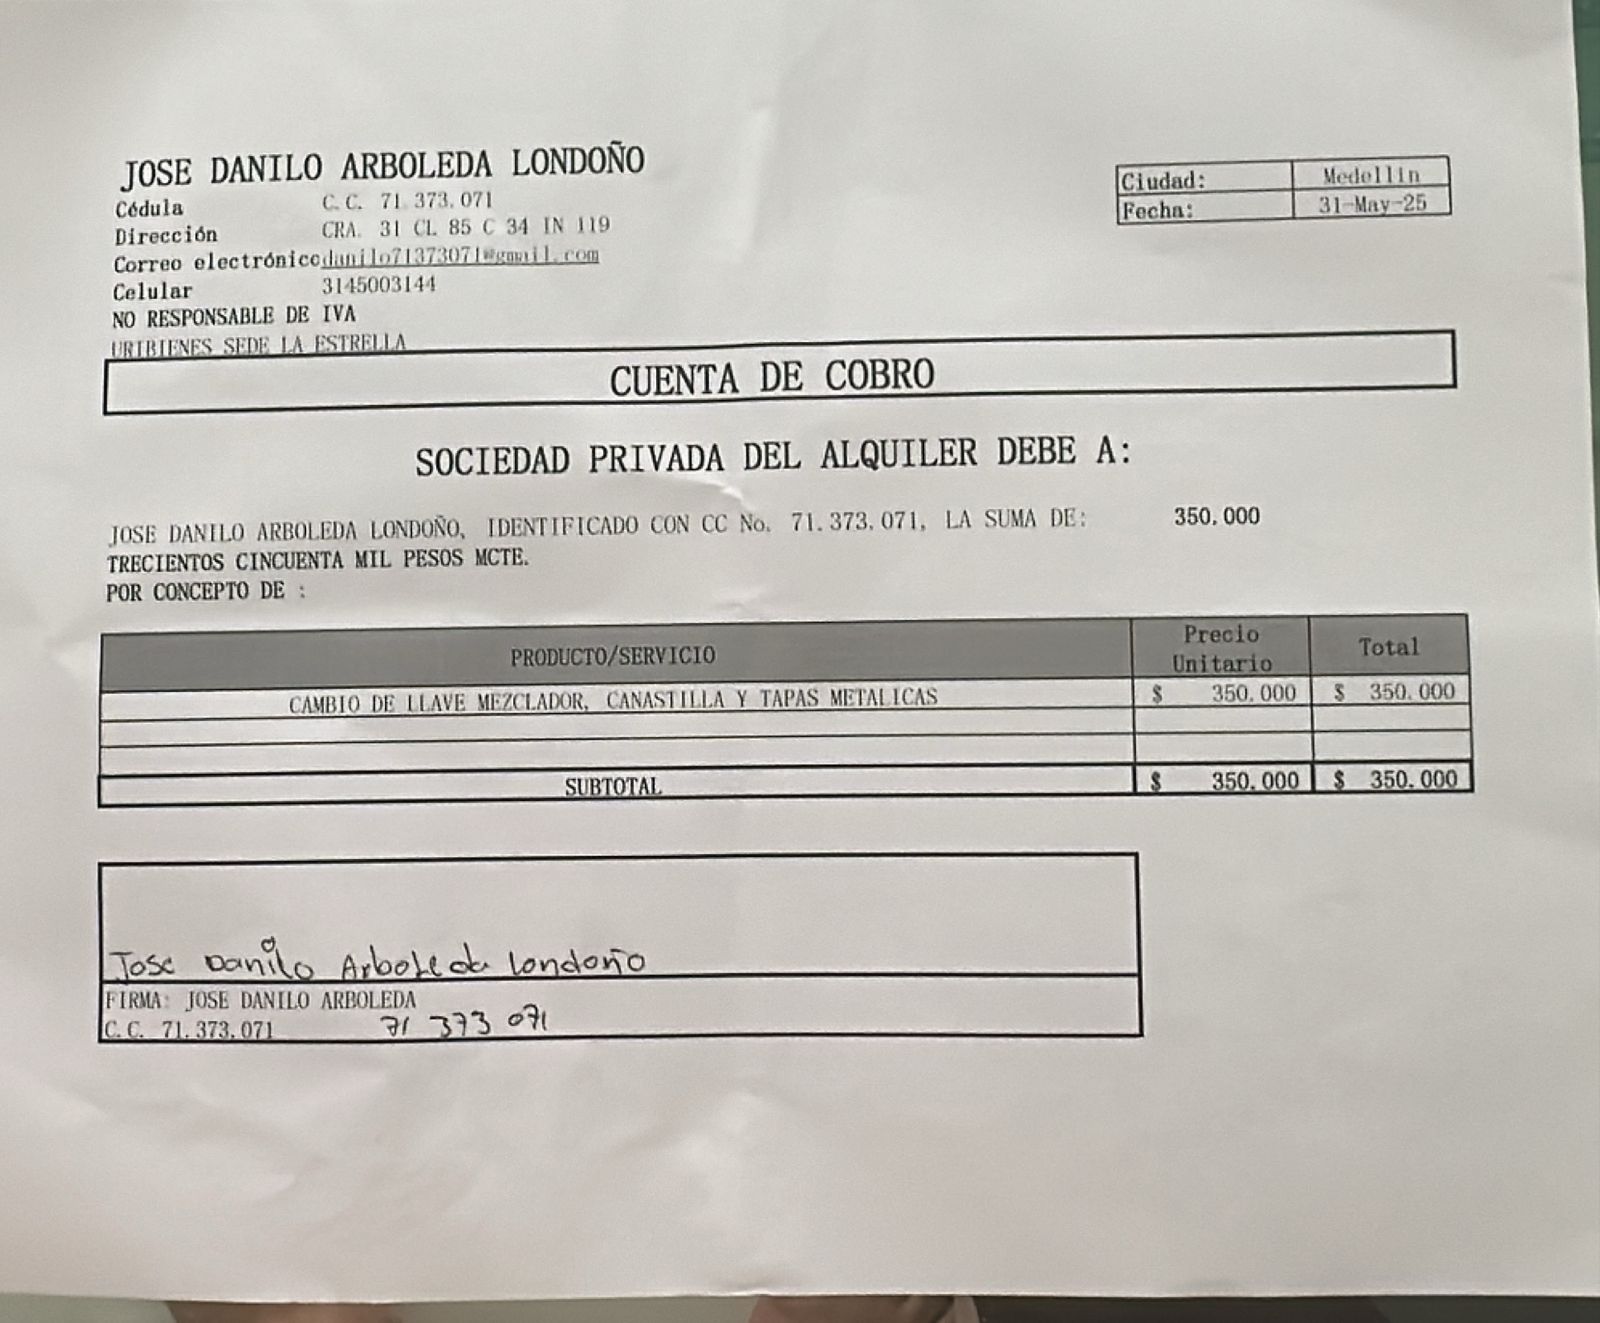 JOSE DANILO ARBOLEDA LONDOÑO
Cédula C.C. 71.373.071
Dirección CRA. 31 CL 85 C 34 IN 119
Correo electrónico danilo71373071@gmail.com
Celular 3145003144
NO RESPONSABLE DE IVA
URIBIENES SEDE LA ESTRELLA
Ciudad: Medellin
Fecha: 31-May-25
CUENTA DE COBRO
SOCIEDAD PRIVADA DEL ALQUILER DEBE A:
JOSE DANILO ARBOLEDA LONDOÑO, IDENTIFICADO CON CC No. 71.373.071, LA SUMA DE: 350.000
TRECIENTOS CINCUENTA MIL PESOS MCTE.
POR CONCEPTO DE :
PRODUCTO/SERVICIO Precio Unitario Total
CAMBIO DE LLAVE MEZCLADOR, CANASTILLA Y TAPAS METALICAS $ 350.000 $ 350.000
SUBTOTAL $ 350.000 $ 350.000
Jose Danilo Arboleda Londoño
FIRMA: JOSE DANILO ARBOLEDA
C.C. 71.373.071 71 373 071